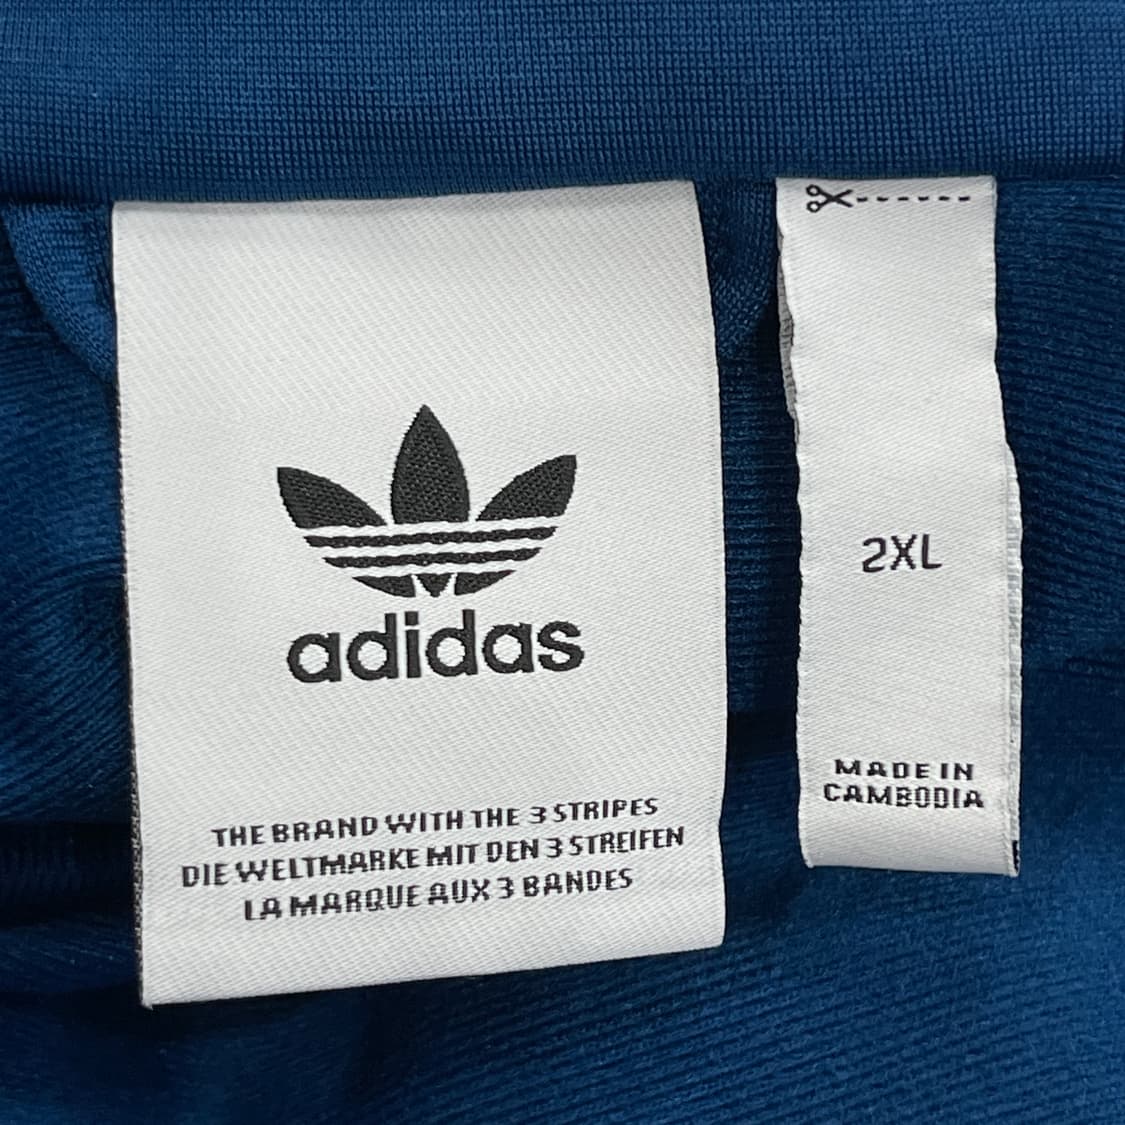 adidas
THE BRAND WITH THE 3 STRIPES
DIE WELTMARKE MIT DEN 3 STREIFEN
LA MARQUE AUX 3 BANDES
2XL
MADE IN
CAMBODIA